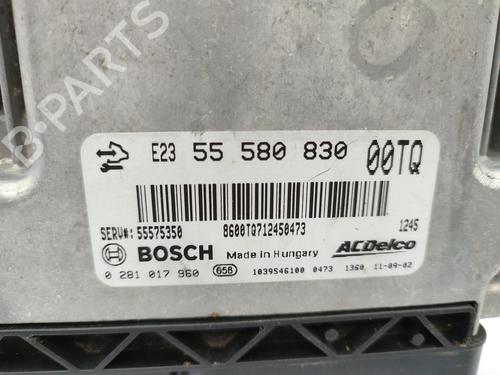 E23 55 580 830 00TQ
SERV#:55575350 8600TQ712450473 1245
BOSCH Made in Hungary ACDelco
0 281 017 960 658 1039S46100 0473 1360 11-09-02